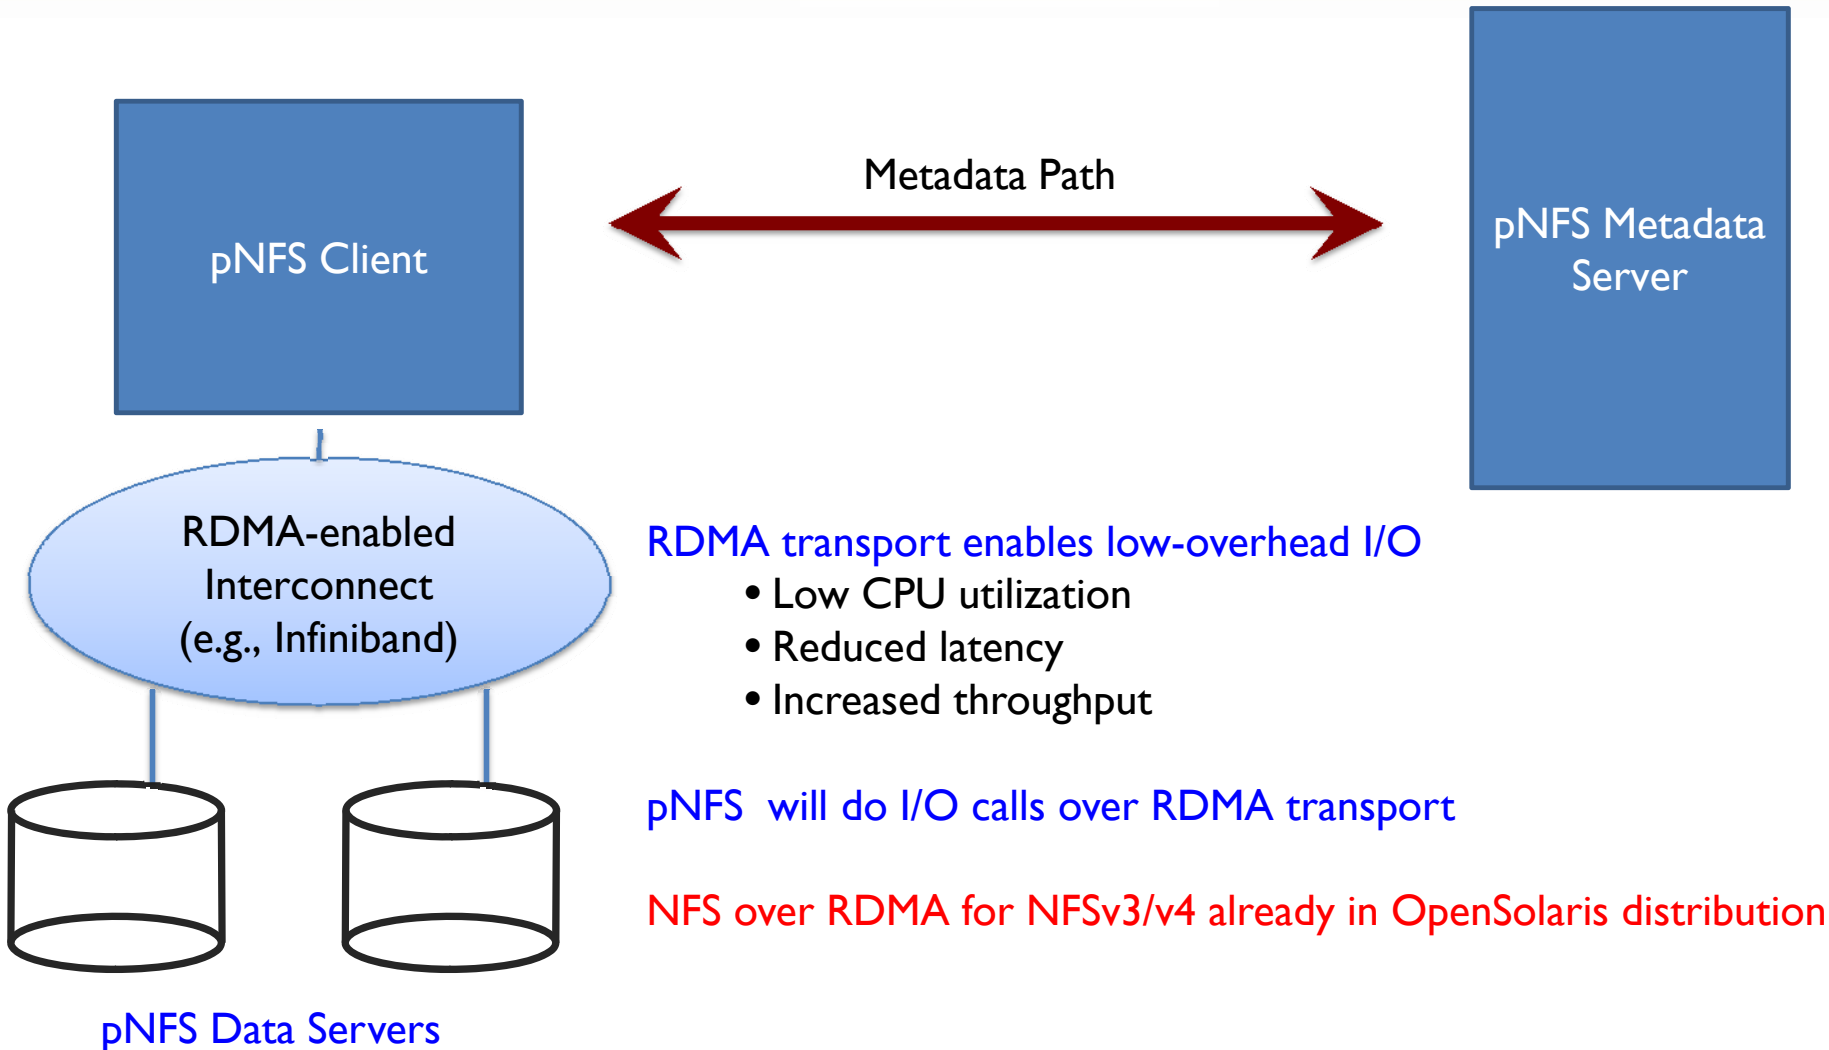 Metadata Path
pNFS Client
pNFS Metadata
Server
RDMA-enabled
Interconnect
(e.g., Infiniband)
RDMA transport enables low-overhead I/O
• Low CPU utilization
• Reduced latency
• Increased throughput
pNFS will do I/O calls over RDMA transport
NFS over RDMA for NFSv3/v4 already in OpenSolaris distribution
pNFS Data Servers